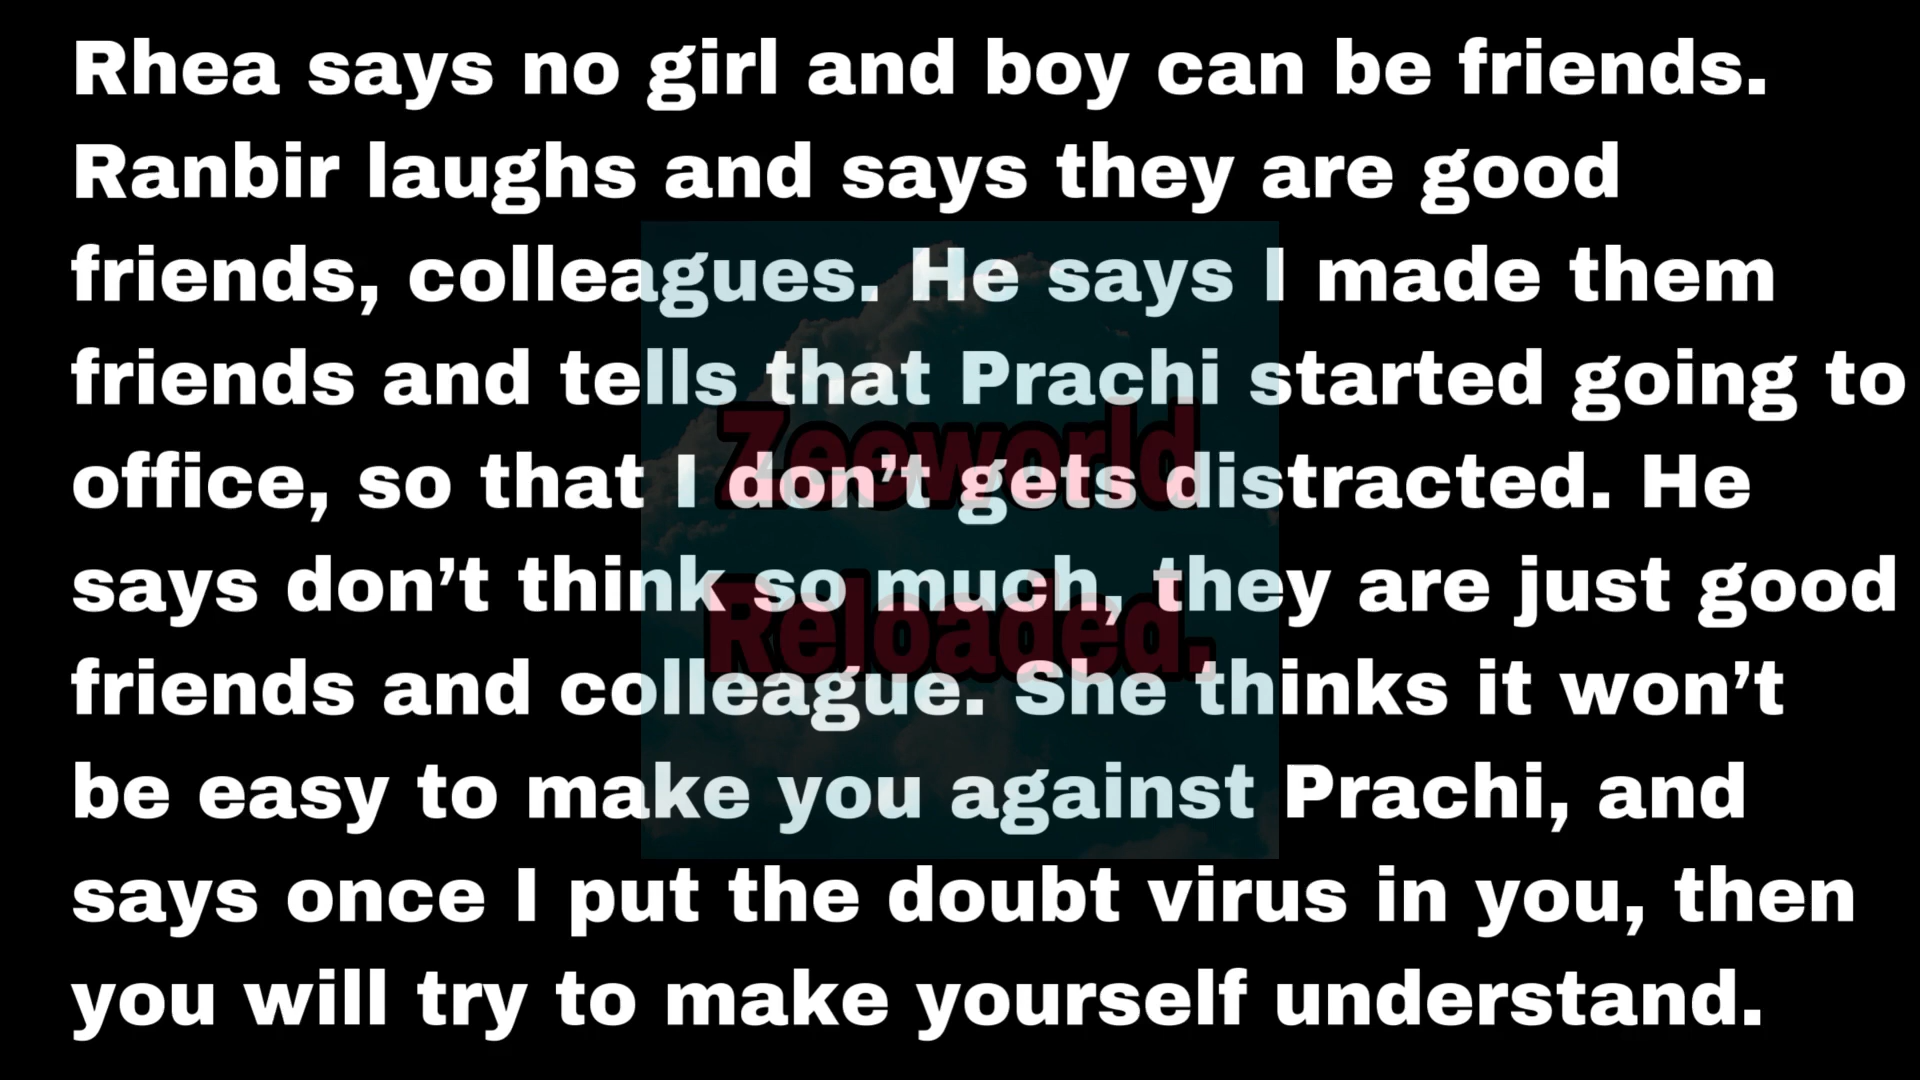 Rhea says no girl and boy can be friends.
Ranbir laughs and says they are good
friends, colleagues. He says I made them
friends and tells that Prachi started going to
office, so that I don’t gets distracted. He
says don’t think so much, they are just good
friends and colleague. She thinks it won’t
be easy to make you against Prachi, and
says once I put the doubt virus in you, then
you will try to make yourself understand.
Zeeworld
Reloaded.